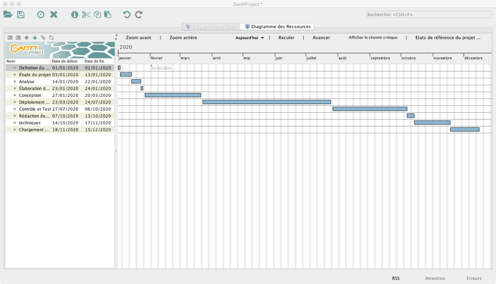 GanttProject *
Rechercher <Ctrl+F>
Diagramme des Ressources
Zoom avant | Zoom arrière Aujourd'hui | Reculer | Avancer Afficher le chemin critique | Etats de référence du projet ...
2020
janvier février mars avril mai juin juillet août septembre octobre novembre décembre
Nom Date de début Date de fin
Définition du ... 01/01/2020 02/01/2020
Etude du projet 03/01/2020 13/01/2020
Analyse 14/01/2020 22/01/2020
Elaboration d... 23/01/2020 24/01/2020
Conception 27/01/2020 20/03/2020
Déploiement ... 23/03/2020 24/07/2020
Contrôle et Test 27/07/2020 06/10/2020
Rédaction de... 07/10/2020 13/10/2020
techniques 14/10/2020 17/11/2020
Chargement ... 18/11/2020 15/12/2020
RSS Attention Erreurs